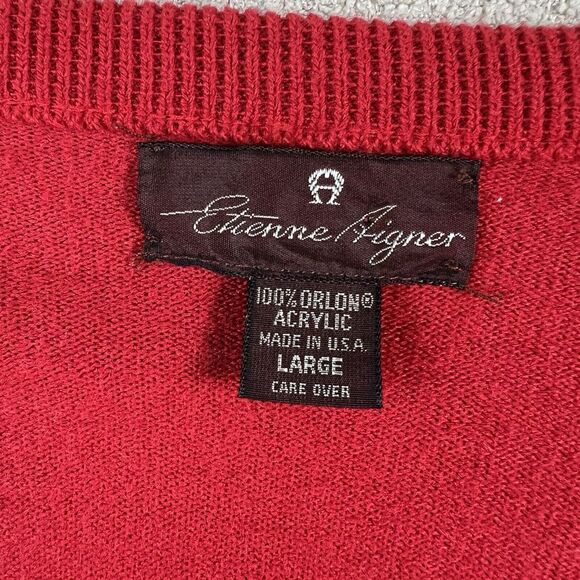 Etienne Aigner
100% ORLON®
ACRYLIC
MADE IN U.S.A.
LARGE
CARE OVER